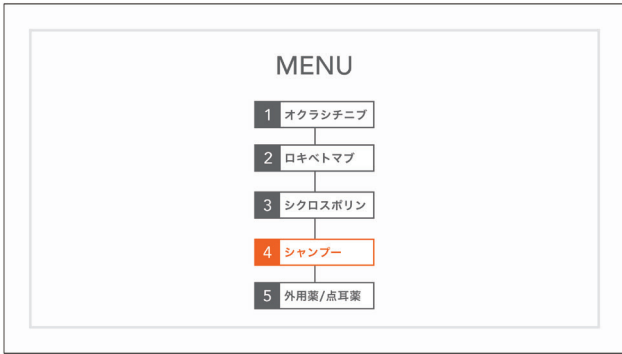 MENU
1 オクラシチニブ
2 ロキベトマブ
3 シクロスポリン
4 シャンプー
5 外用薬/点耳薬